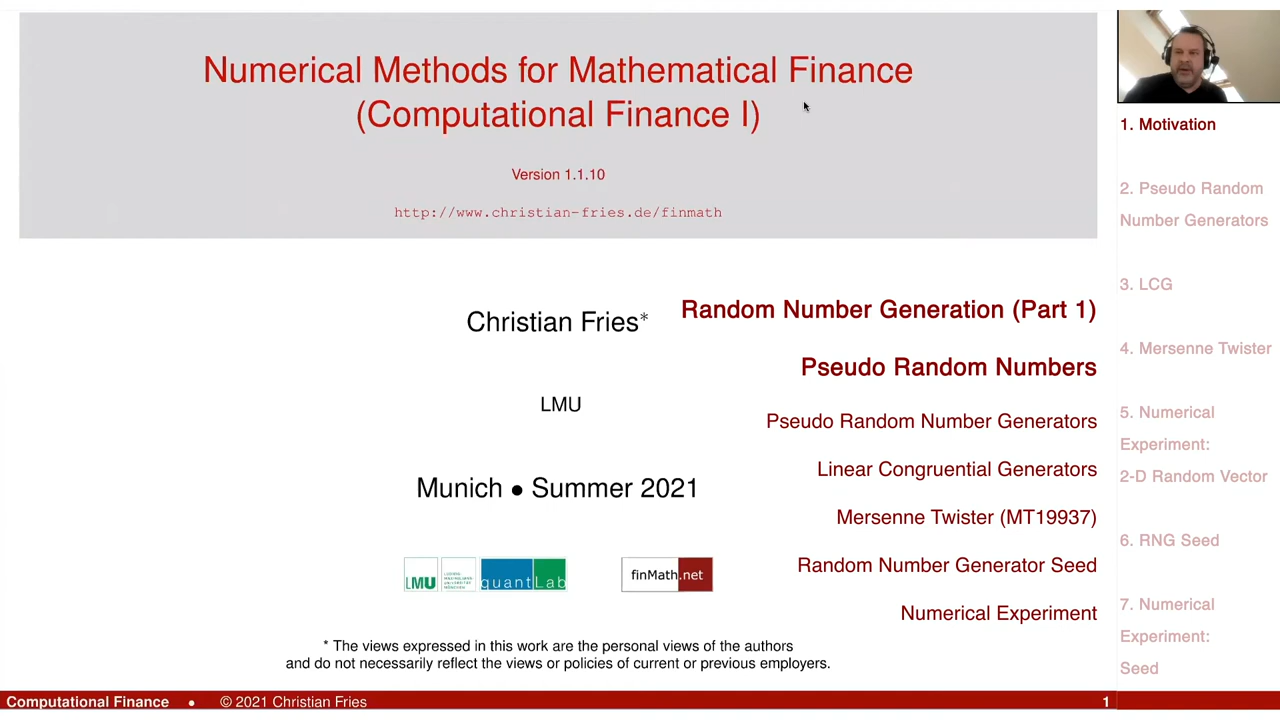 Numerical Methods for Mathematical Finance
(Computational Finance I)
Version 1.1.10
http://www.christian-fries.de/finmath
Christian Fries*
LMU
Munich • Summer 2021
LMU
quantLab
finMath.net
* The views expressed in this work are the personal views of the authors
and do not necessarily reflect the views or policies of current or previous employers.
Random Number Generation (Part 1)
Pseudo Random Numbers
Pseudo Random Number Generators
Linear Congruential Generators
Mersenne Twister (MT19937)
Random Number Generator Seed
Numerical Experiment
1. Motivation
2. Pseudo Random
Number Generators
3. LCG
4. Mersenne Twister
5. Numerical
Experiment:
2-D Random Vector
6. RNG Seed
7. Numerical
Experiment:
Seed
Computational Finance • © 2021 Christian Fries
1